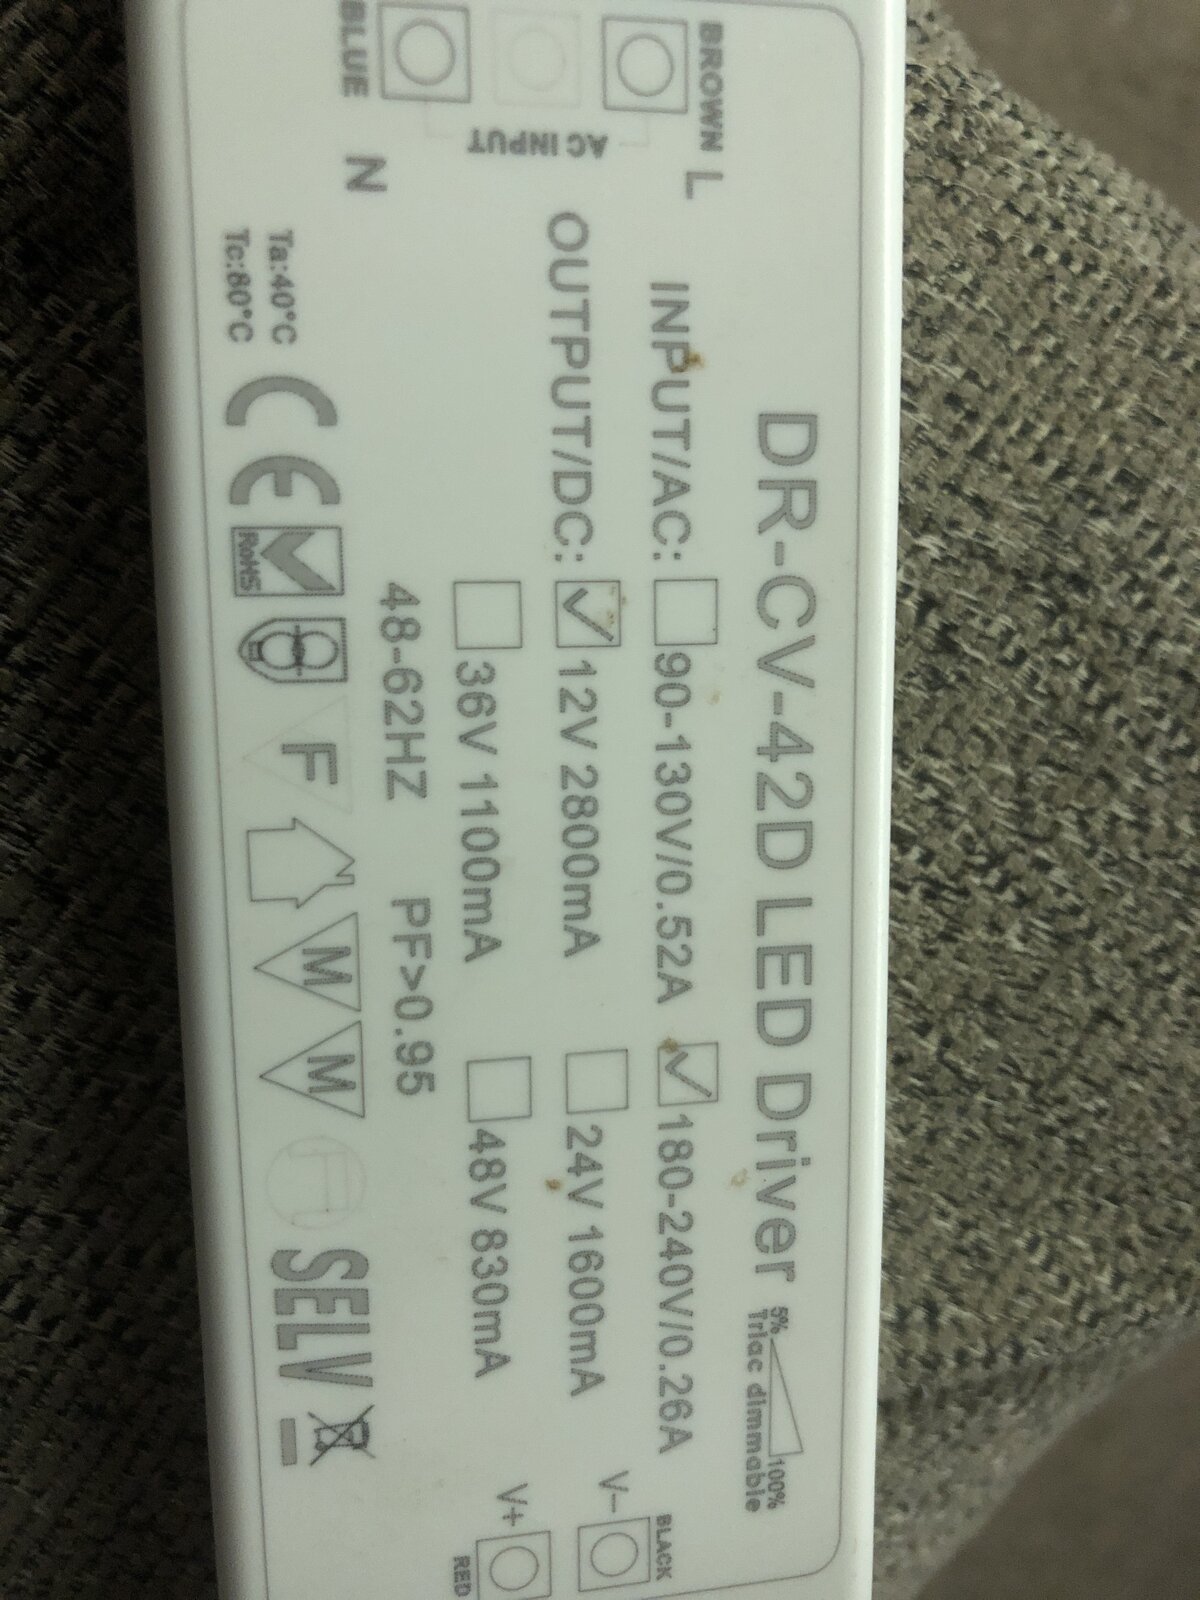 DR-CV-42D LED Driver
5% 100%
Triac dimmable
BROWN L
INPUT/AC: 90-130V/0.52A ✓ 180-240V/0.26A
AC INPUT
OUTPUT/DC: ✓ 12V 2800mA 24V 1600mA
36V 1100mA 48V 830mA
BLUE N
48-62HZ PF>0.95
Ta:40°C
Tc:80°C
CE RoHS F M M SELV
V- BLACK
V+ RED